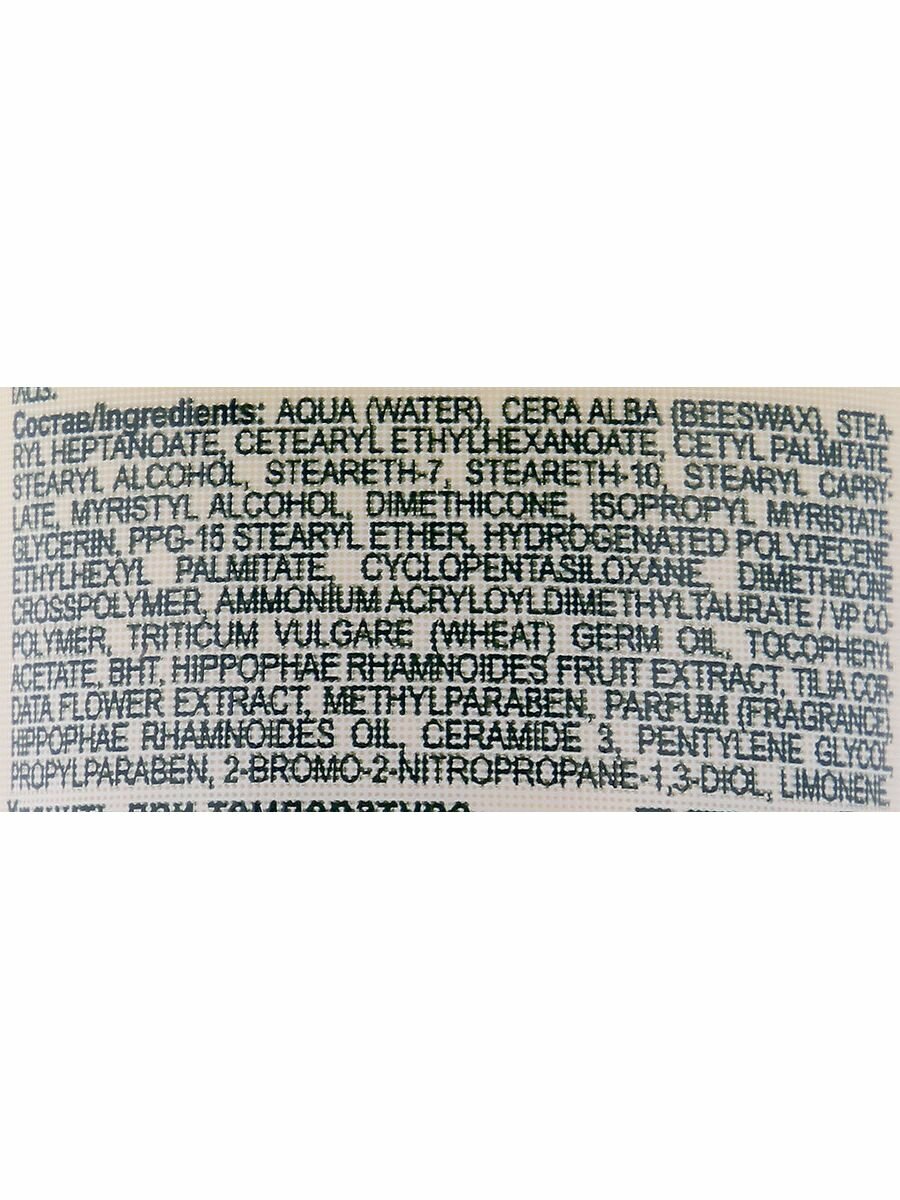 Состав/Ingredients: AQUA (WATER), CERA ALBA (BEESWAX), STEA-
RYL HEPTANOATE, CETEARYL ETHYLHEXANOATE, CETYL PALMITATE,
STEARYL ALCOHOL, STEARETH-7, STEARETH-10, STEARYL CAPRY-
LATE, MYRISTYL ALCOHOL, DIMETHICONE, ISOPROPYL MYRISTATE,
GLYCERIN, PPG-15 STEARYL ETHER, HYDROGENATED POLYDECENE,
ETHYLHEXYL PALMITATE, CYCLOPENTASILOXANE, DIMETHICONE
CROSSPOLYMER, AMMONIUM ACRYLOYLDIMETHYLTAURATE / VP CO-
POLYMER, TRITICUM VULGARE (WHEAT) GERM OIL, TOCOPHERYL
ACETATE, BHT, HIPPOPHAE RHAMNOIDES FRUIT EXTRACT, TILIA COR-
DATA FLOWER EXTRACT, METHYLPARABEN, PARFUM (FRAGRANCE),
HIPPOPHAE RHAMNOIDES OIL, CERAMIDE 3, PENTYLENE GLYCOL,
PROPYLPARABEN, 2-BROMO-2-NITROPROPANE-1,3-DIOL, LIMONENE.
при температуре